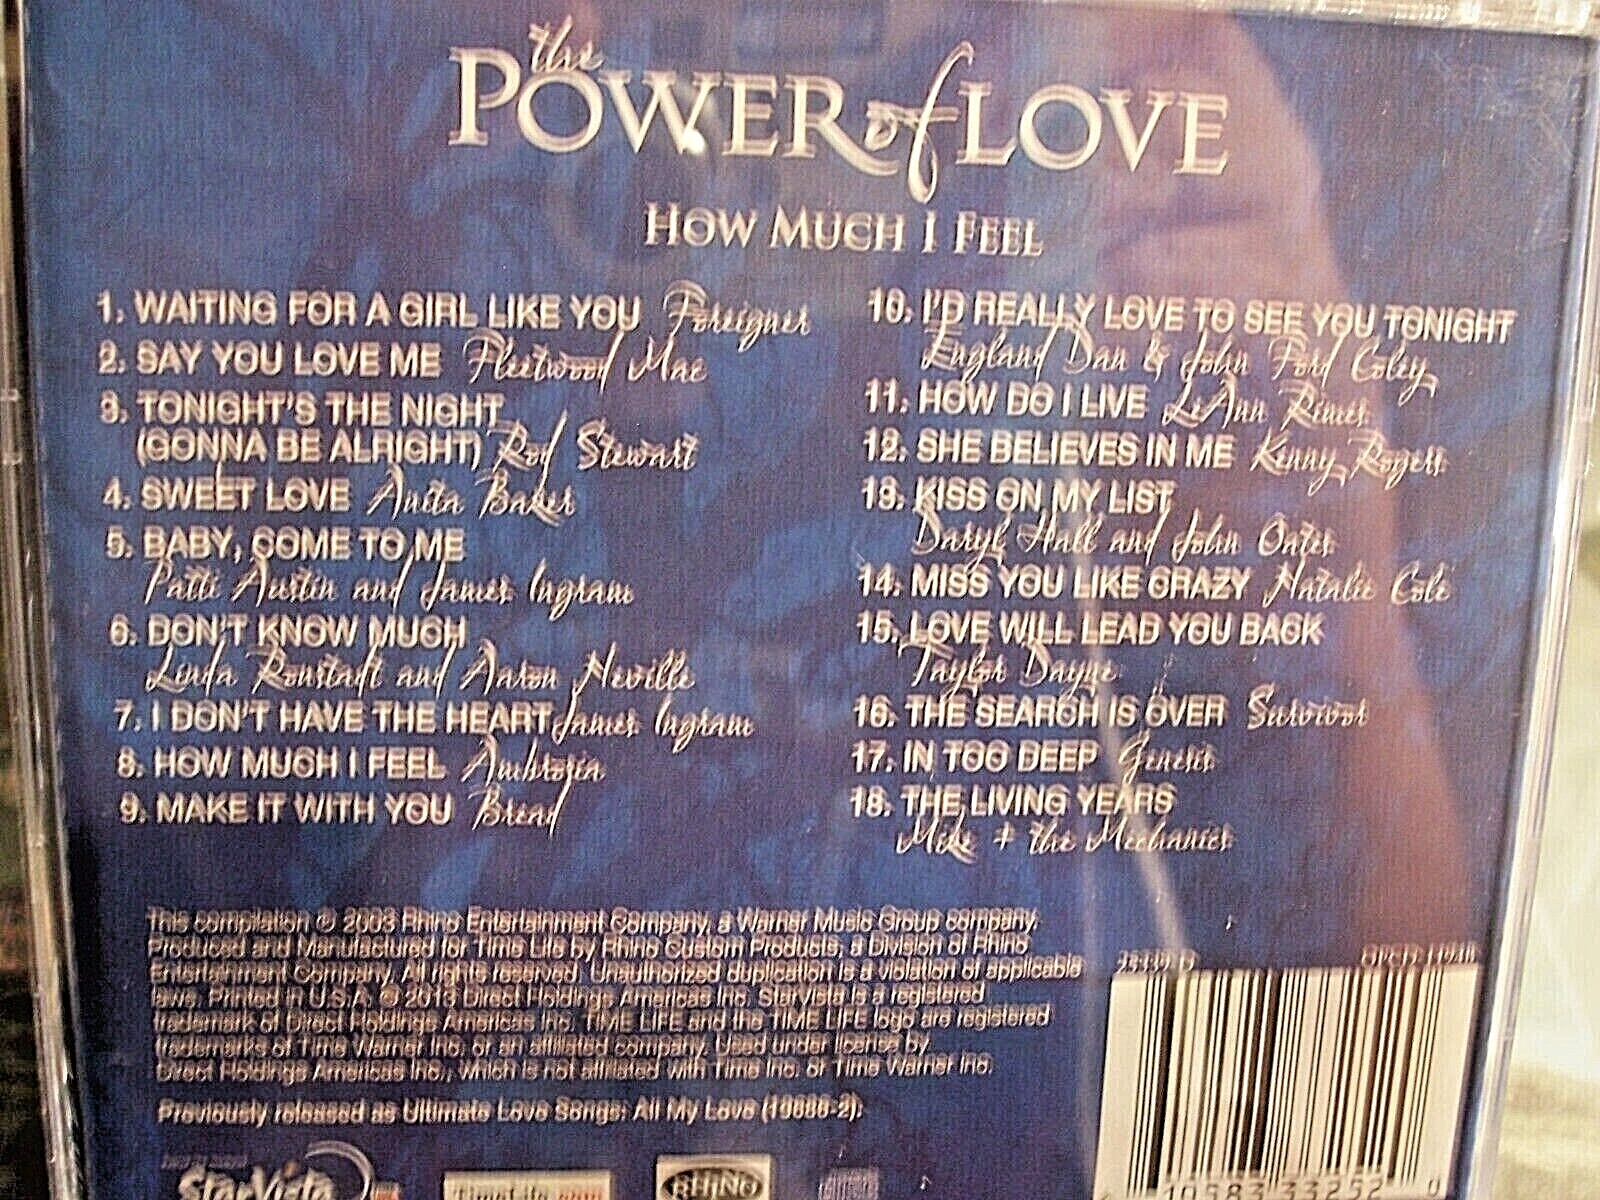 the
POWER of LOVE
HOW MUCH I FEEL
1. WAITING FOR A GIRL LIKE YOU Foreigner
2. SAY YOU LOVE ME Fleetwood Mac
3. TONIGHT'S THE NIGHT
(GONNA BE ALRIGHT) Rod Stewart
4. SWEET LOVE Anita Baker
5. BABY, COME TO ME
Patti Austin and James Ingram
6. DON'T KNOW MUCH
Linda Ronstadt and Aaron Neville
7. I DON'T HAVE THE HEART James Ingram
8. HOW MUCH I FEEL Ambrosia
9. MAKE IT WITH YOU Bread
10. I'D REALLY LOVE TO SEE YOU TONIGHT
England Dan & John Ford Coley
11. HOW DO I LIVE LeAnn Rimes
12. SHE BELIEVES IN ME Kenny Rogers
13. KISS ON MY LIST
Daryl Hall and John Oates
14. MISS YOU LIKE CRAZY Natalie Cole
15. LOVE WILL LEAD YOU BACK
Taylor Dayne
16. THE SEARCH IS OVER Survivor
17. IN TOO DEEP Genesis
18. THE LIVING YEARS
Mike + the Mechanics
This compilation ℗ 2003 Rhino Entertainment Company, a Warner Music Group company.
Produced and Manufactured for Time Life by Rhino Custom Products, a Division of Rhino
Entertainment Company. All rights reserved. Unauthorized duplication is a violation of applicable
laws. Printed in U.S.A. © 2013 Direct Holdings Americas Inc. StarVista is a registered
trademark of Direct Holdings Americas Inc. TIME LIFE and the TIME LIFE logo are registered
trademarks of Time Warner Inc. or an affiliated company. Used under license by
Direct Holdings Americas Inc., which is not affiliated with Time Inc. or Time Warner Inc.
Previously released as Ultimate Love Songs: All My Love (19686-2).
StarVista
TimeLife.com
RHINO
10583 33252 0